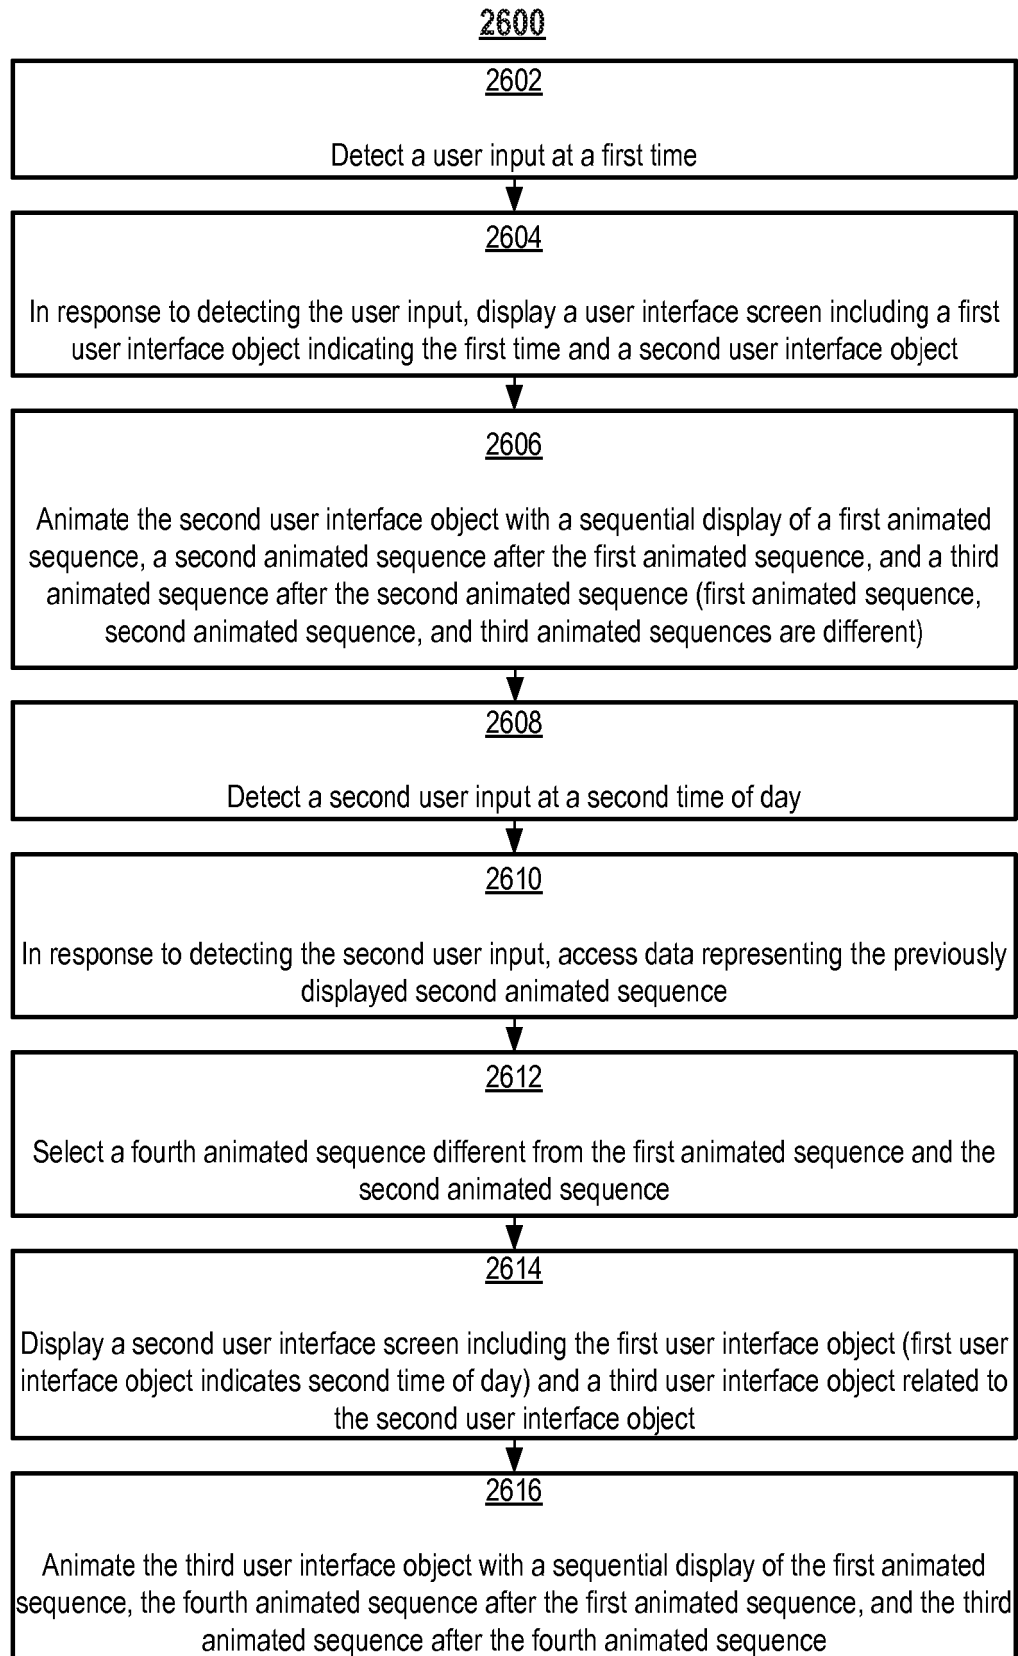 2600
2602
Detect a user input at a first time
2604
In response to detecting the user input, display a user interface screen including a first
user interface object indicating the first time and a second user interface object
2606
Animate the second user interface object with a sequential display of a first animated
sequence, a second animated sequence after the first animated sequence, and a third
animated sequence after the second animated sequence (first animated sequence,
second animated sequence, and third animated sequences are different)
2608
Detect a second user input at a second time of day
2610
In response to detecting the second user input, access data representing the previously
displayed second animated sequence
2612
Select a fourth animated sequence different from the first animated sequence and the
second animated sequence
2614
Display a second user interface screen including the first user interface object (first user
interface object indicates second time of day) and a third user interface object related to
the second user interface object
2616
Animate the third user interface object with a sequential display of the first animated
sequence, the fourth animated sequence after the first animated sequence, and the third
animated sequence after the fourth animated sequence